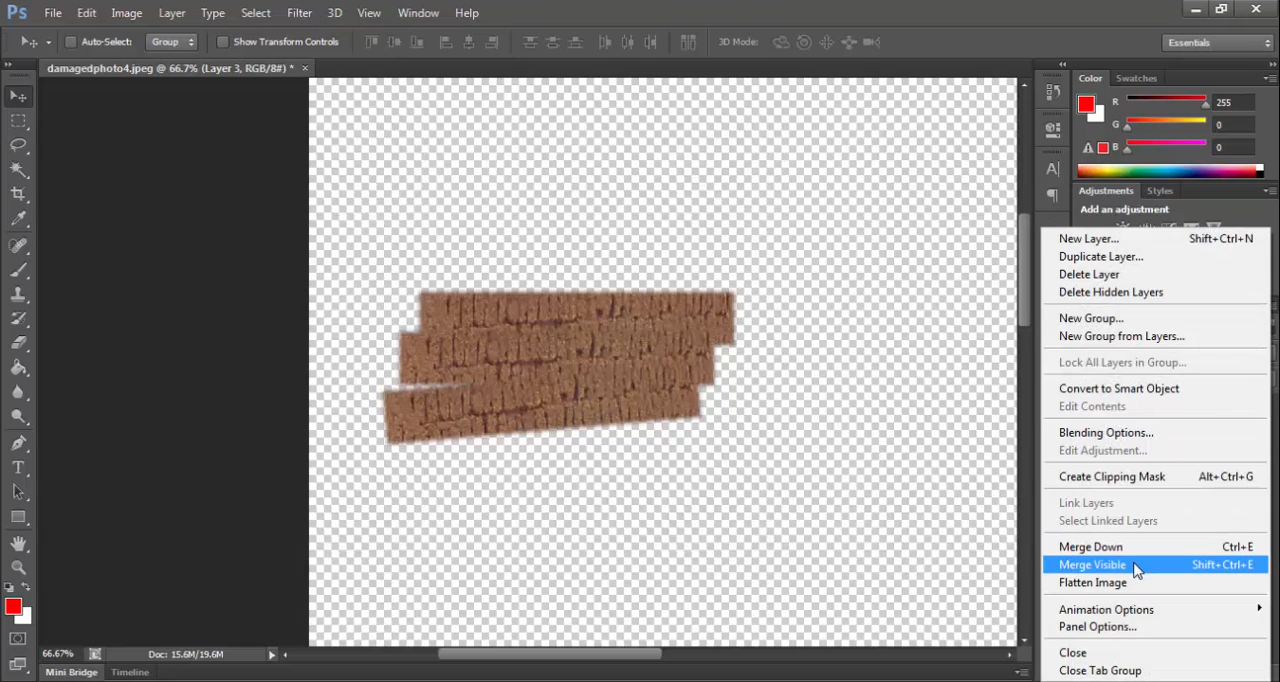 Ps File Edit Image Layer Type Select Filter 3D View Window Help
Auto-Select: Group Show Transform Controls 3D Mode: Essentials
damagedphoto4.jpeg @ 66.7% (Layer 3, RGB/8#) * ×
Color Swatches
R 255
G 0
B 0
Adjustments Styles
Add an adjustment
New Layer... Shift+Ctrl+N
Duplicate Layer...
Delete Layer
Delete Hidden Layers
New Group...
New Group from Layers...
Lock All Layers in Group...
Convert to Smart Object
Edit Contents
Blending Options...
Edit Adjustment...
Create Clipping Mask Alt+Ctrl+G
Link Layers
Select Linked Layers
Merge Down Ctrl+E
Merge Visible Shift+Ctrl+E
Flatten Image
Animation Options
Panel Options...
Close
Close Tab Group
66.67% Doc: 15.6M/19.6M
Mini Bridge Timeline